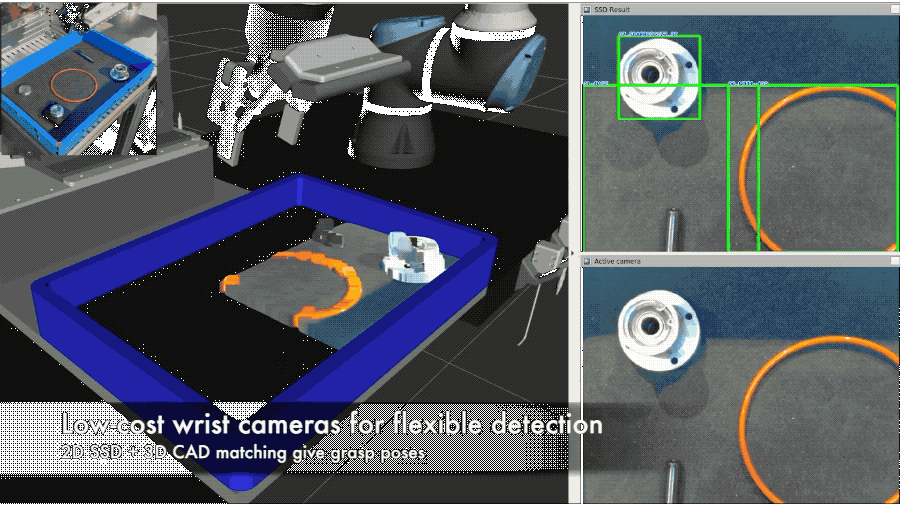 SSD Result
Active camera
Low-cost wrist cameras for flexible detection
2D SSD + 3D CAD matching give grasp poses